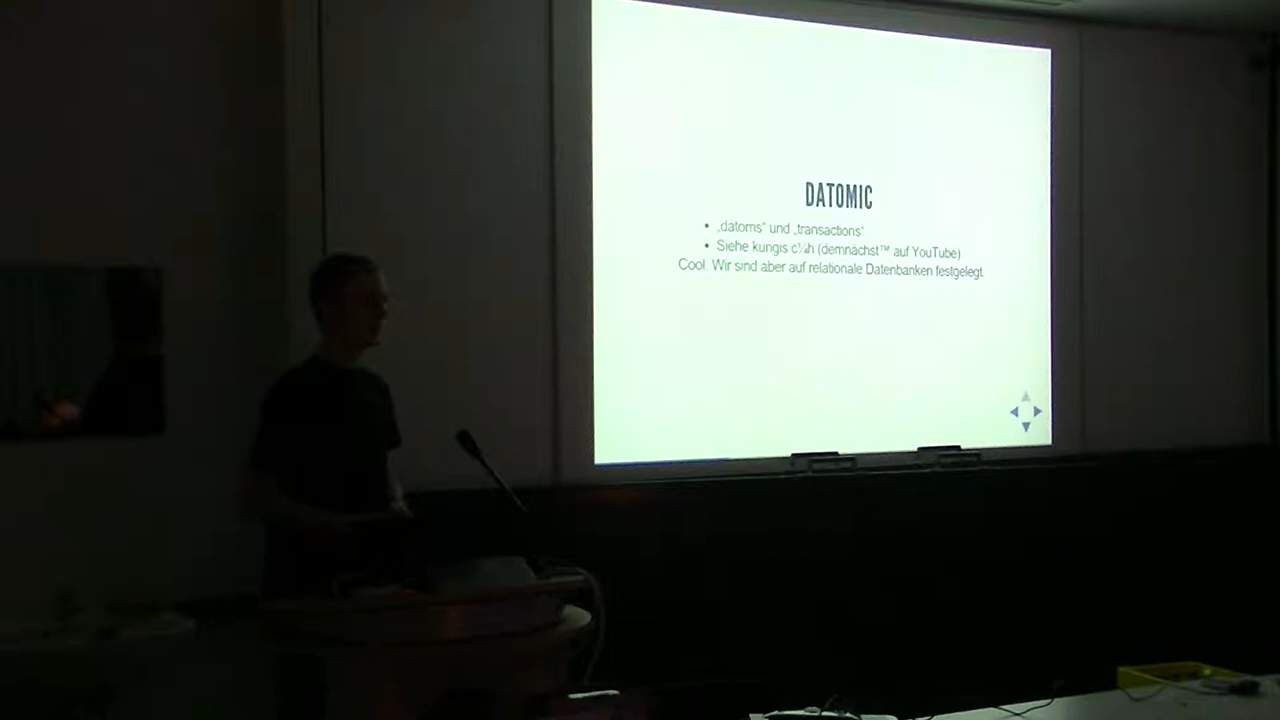 DATOMIC
• „datoms“ und „transactions“
• Siehe kungis c¼h (demnächst™ auf YouTube)
Cool. Wir sind aber auf relationale Datenbanken festgelegt.